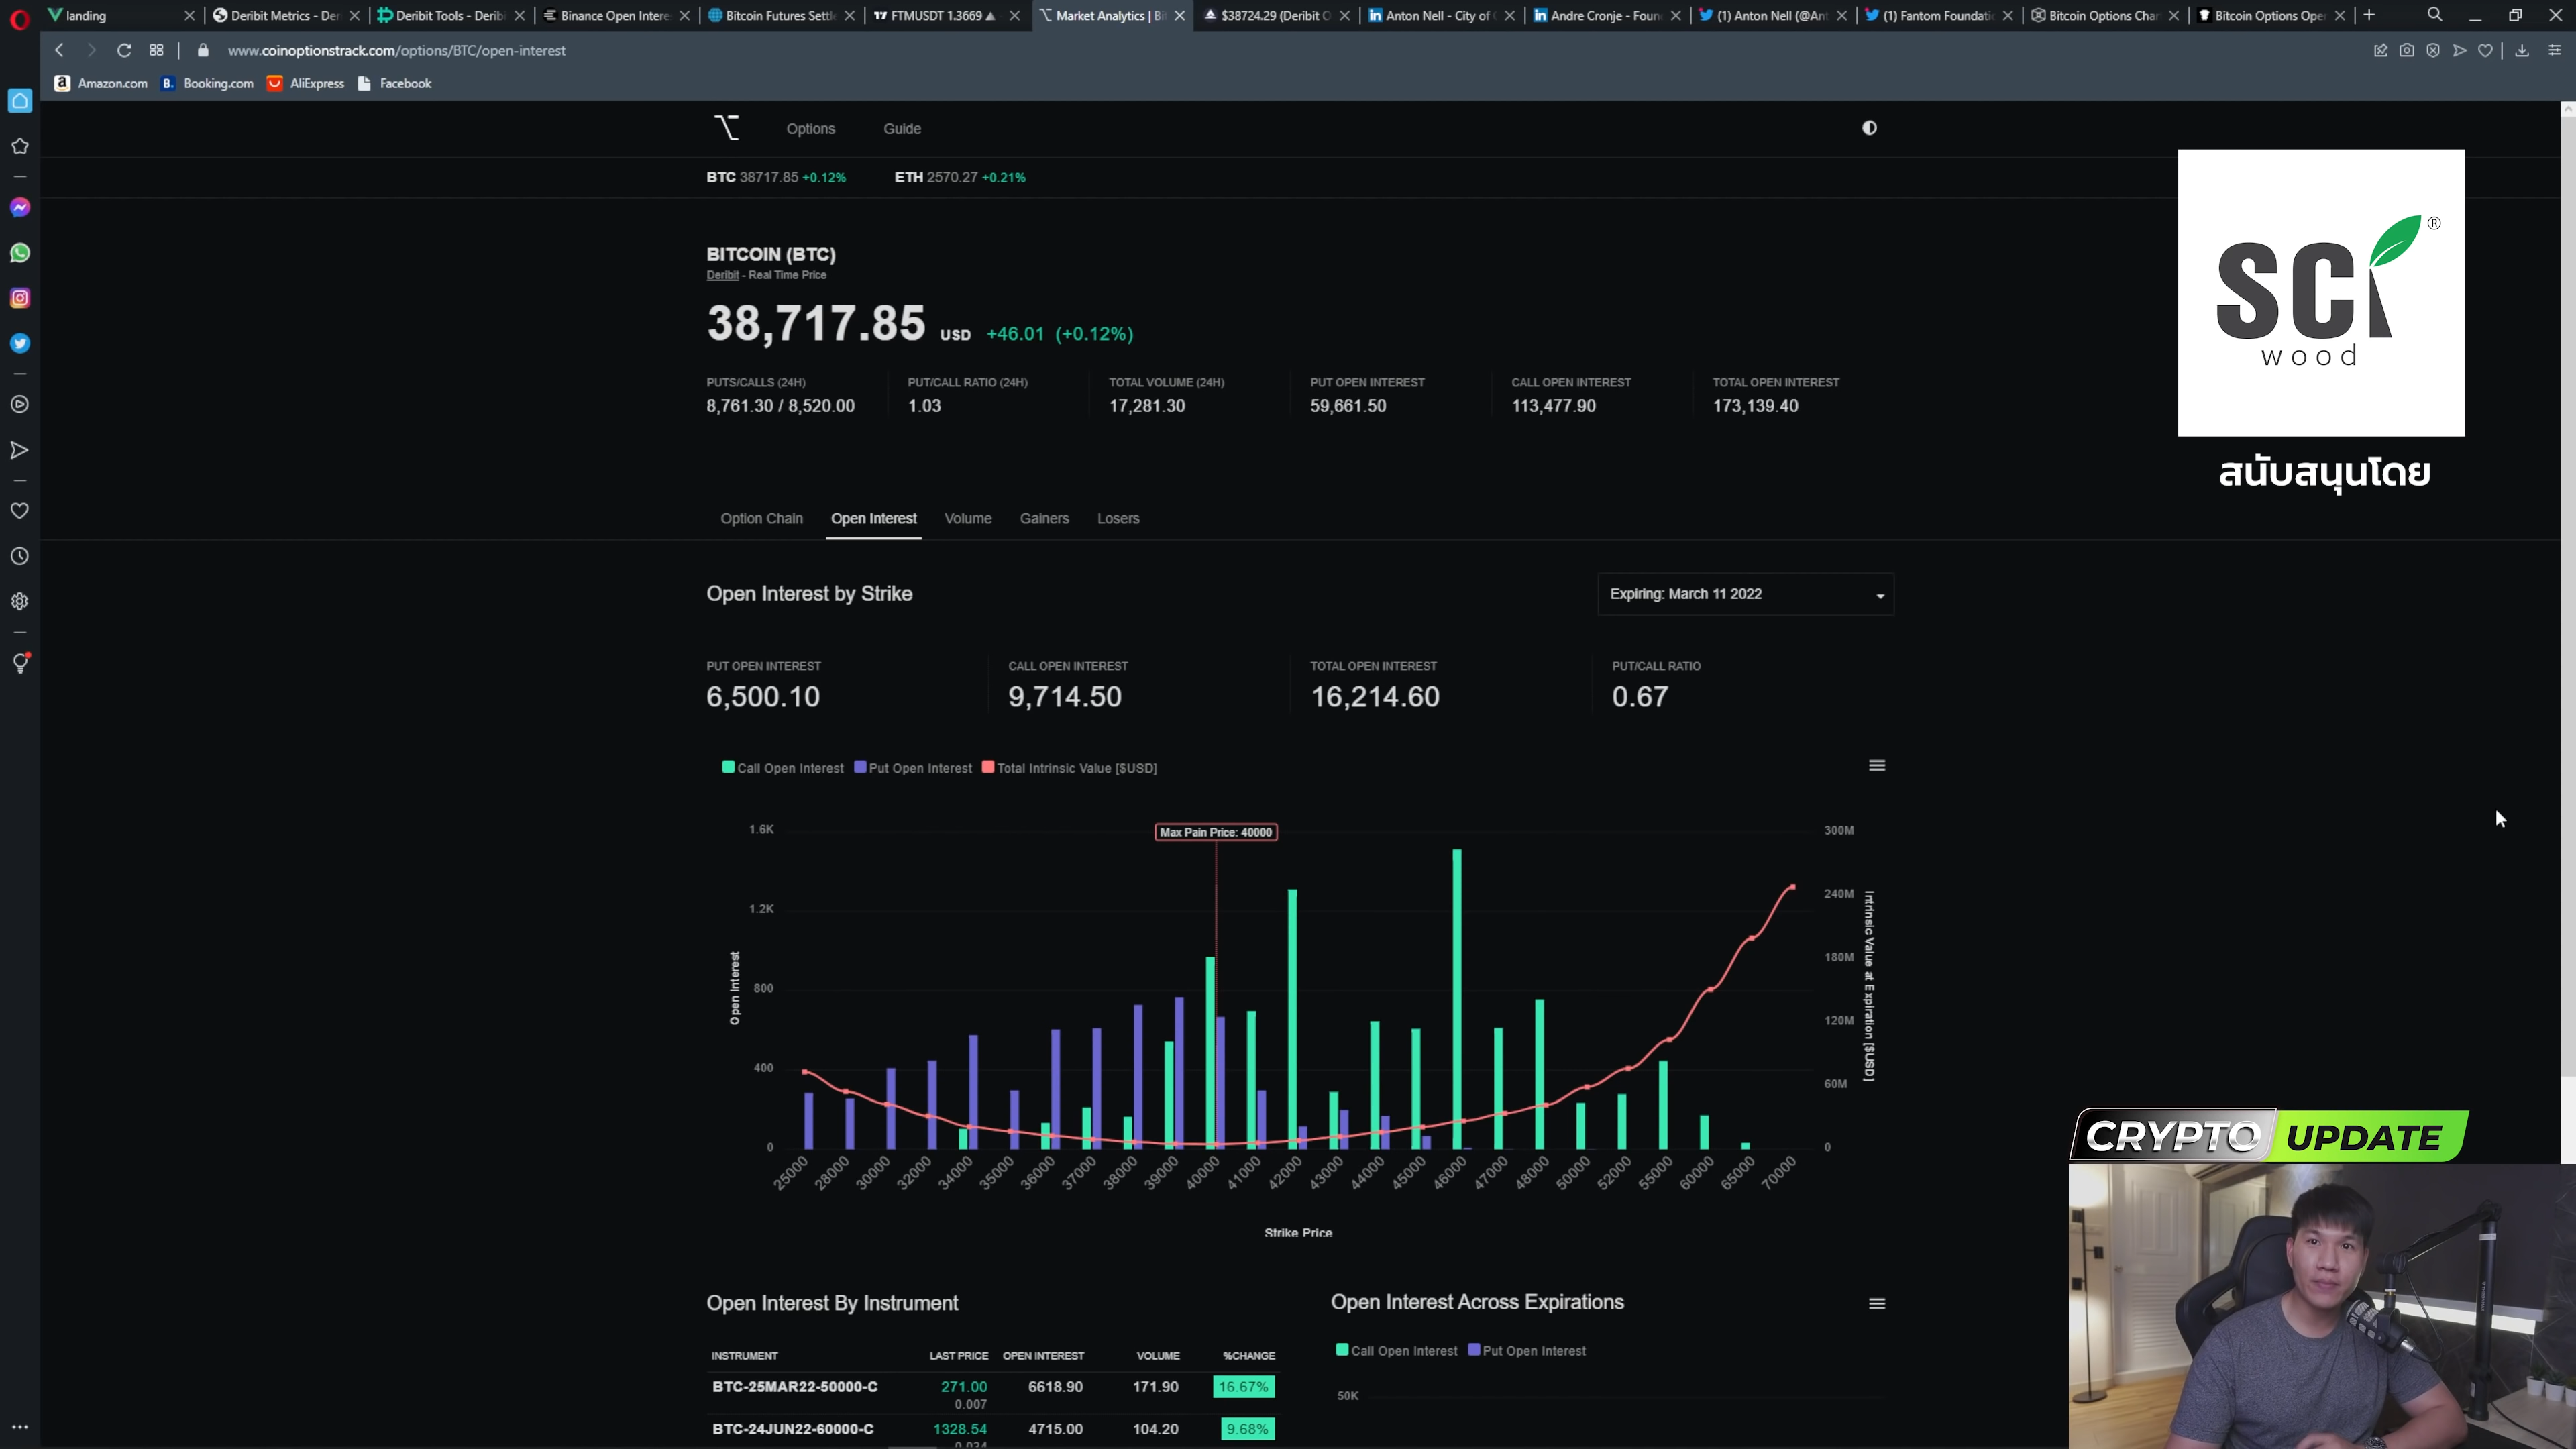 landing
Deribit Metrics - Der
Deribit Tools - Deribi
Binance Open Intere
Bitcoin Futures Settl
FTMUSDT 1.3669 ▲
Market Analytics | Bi
$38724.29 (Deribit O
Anton Nell - City of
Andre Cronje - Foun
(1) Anton Nell (@Ant
(1) Fantom Foundati
Bitcoin Options Char
Bitcoin Options Ope
www.coinoptionstrack.com/options/BTC/open-interest
Amazon.com
Booking.com
AliExpress
Facebook
Options
Guide
BTC 38717.85 +0.12%
ETH 2570.27 +0.21%
BITCOIN (BTC)
Deribit - Real Time Price
38,717.85 USD +46.01 (+0.12%)
PUTS/CALLS (24H)
8,761.30 / 8,520.00
PUT/CALL RATIO (24H)
1.03
TOTAL VOLUME (24H)
17,281.30
PUT OPEN INTEREST
59,661.50
CALL OPEN INTEREST
113,477.90
TOTAL OPEN INTEREST
173,139.40
SCI ®
wood
สนับสนุนโดย
Option Chain
Open Interest
Volume
Gainers
Losers
Open Interest by Strike
Expiring: March 11 2022
PUT OPEN INTEREST
6,500.10
CALL OPEN INTEREST
9,714.50
TOTAL OPEN INTEREST
16,214.60
PUT/CALL RATIO
0.67
Call Open Interest
Put Open Interest
Total Intrinsic Value [$USD]
Max Pain Price: 40000
1.6K
1.2K
800
400
0
Open Interest
300M
240M
180M
120M
60M
0
Intrinsic Value at Expiration [$USD]
25000
28000
30000
32000
34000
35000
36000
37000
38000
39000
40000
41000
42000
43000
44000
45000
46000
47000
48000
50000
52000
55000
60000
65000
70000
Strike Price
CRYPTO UPDATE
Open Interest By Instrument
INSTRUMENT LAST PRICE OPEN INTEREST VOLUME %CHANGE
BTC-25MAR22-50000-C 271.00 6618.90 171.90 16.67%
0.007
BTC-24JUN22-60000-C 1328.54 4715.00 104.20 9.68%
0.034
Open Interest Across Expirations
Call Open Interest
Put Open Interest
50K